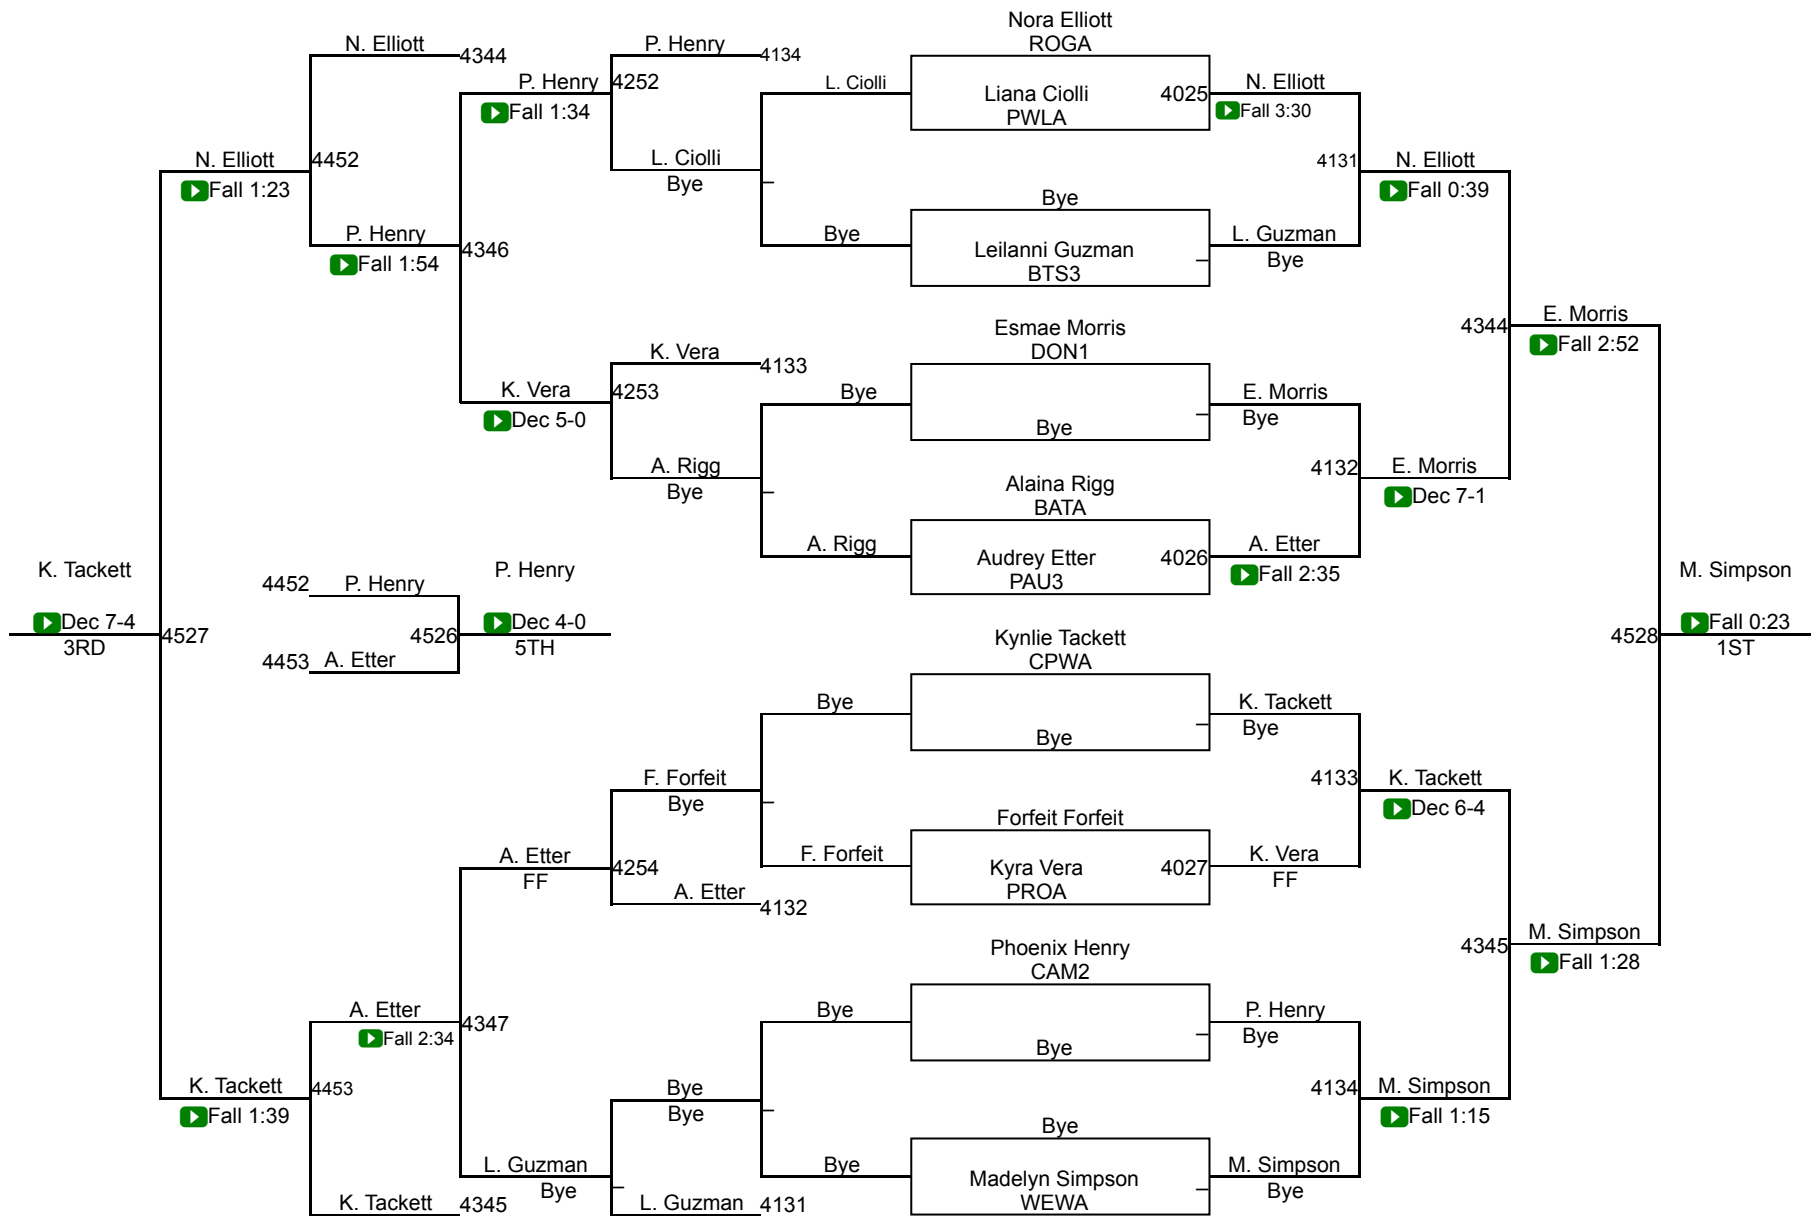 Nora Elliott
ROGA
N. Elliott
4344
P. Henry
4134
P. Henry
4252
Fall 1:34
L. Ciolli
Liana Ciolli
PWLA
4025
N. Elliott
Fall 3:30
N. Elliott
4452
Fall 1:23
L. Ciolli
Bye
4131
N. Elliott
Fall 0:39
Bye
P. Henry
Fall 1:54
4346
Bye
Leilanni Guzman
BTS3
L. Guzman
Bye
Esmae Morris
DON1
4344
E. Morris
Fall 2:52
K. Vera
4133
K. Vera
4253
Dec 5-0
Bye
Bye
E. Morris
Bye
A. Rigg
Bye
4132
E. Morris
Dec 7-1
Alaina Rigg
BATA
A. Rigg
Audrey Etter
PAU3
4026
A. Etter
Fall 2:35
K. Tackett
Dec 7-4
3RD
4527
4452
P. Henry
4453
A. Etter
4526
P. Henry
Dec 4-0
5TH
M. Simpson
4528
Fall 0:23
1ST
Kynlie Tackett
CPWA
Bye
Bye
K. Tackett
Bye
F. Forfeit
Bye
4133
K. Tackett
Dec 6-4
Forfeit Forfeit
A. Etter
FF
4254
F. Forfeit
Kyra Vera
PROA
4027
K. Vera
FF
A. Etter
4132
4345
M. Simpson
Fall 1:28
Phoenix Henry
CAM2
A. Etter
Fall 2:34
4347
Bye
Bye
P. Henry
Bye
K. Tackett
4453
Fall 1:39
Bye
Bye
4134
M. Simpson
Fall 1:15
Bye
L. Guzman
Bye
Bye
Madelyn Simpson
WEWA
M. Simpson
Bye
K. Tackett
4345
L. Guzman
4131